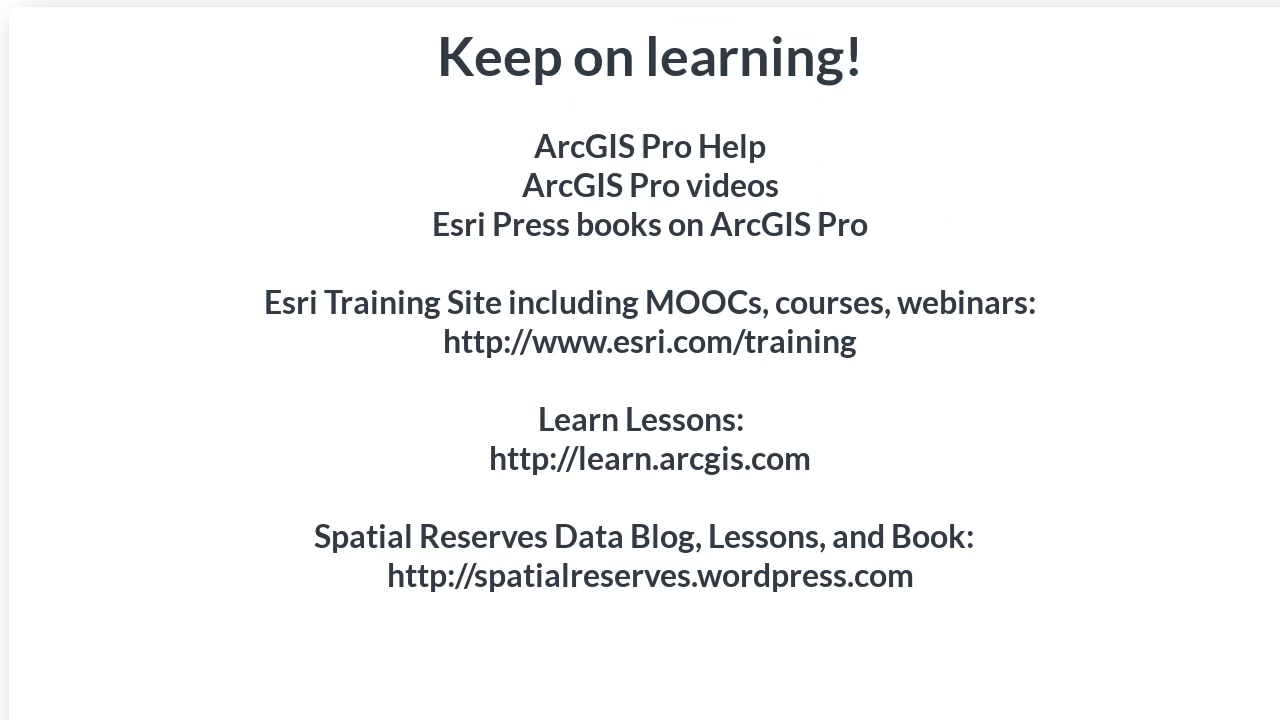 Keep on learning!
ArcGIS Pro Help
ArcGIS Pro videos
Esri Press books on ArcGIS Pro
Esri Training Site including MOOCs, courses, webinars:
http://www.esri.com/training
Learn Lessons:
http://learn.arcgis.com
Spatial Reserves Data Blog, Lessons, and Book:
http://spatialreserves.wordpress.com